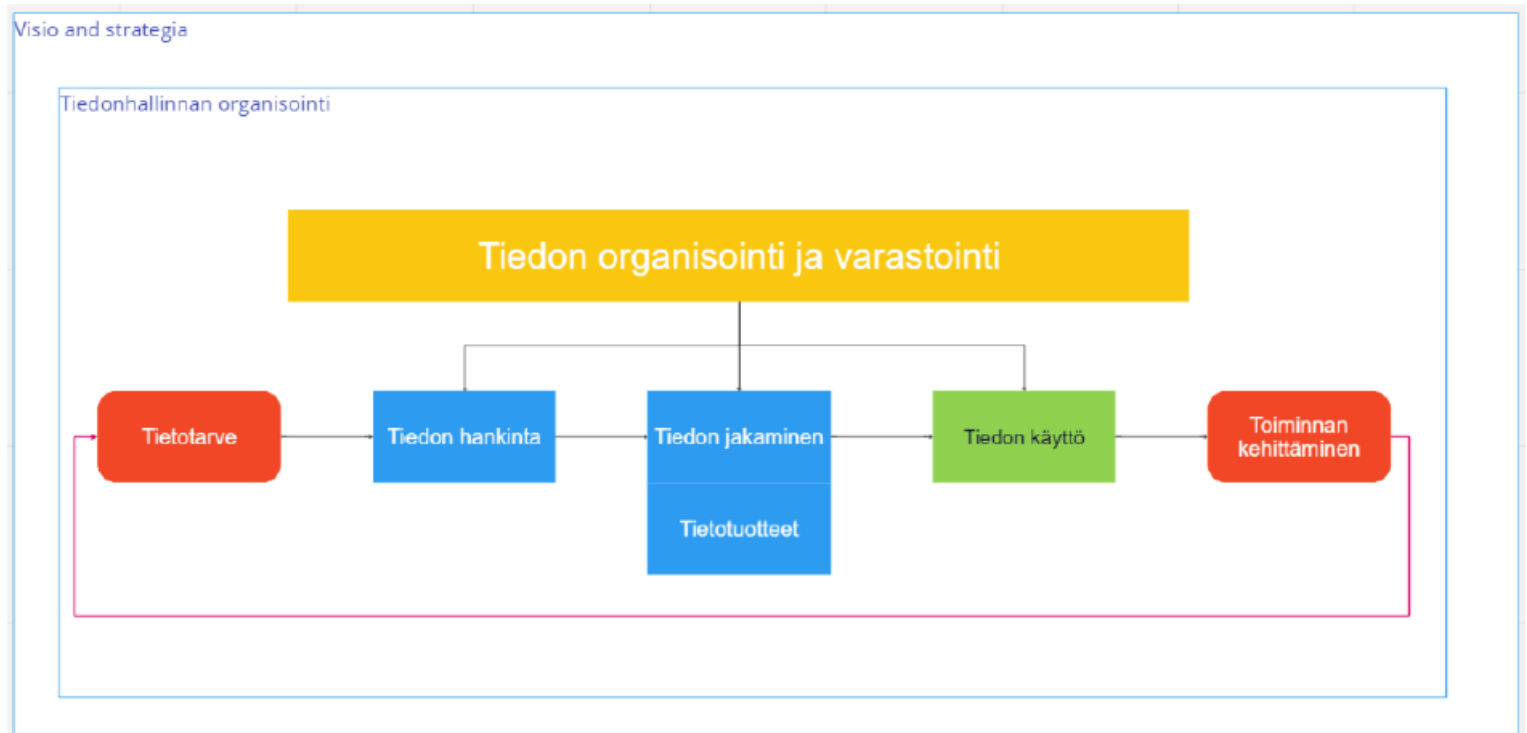 Visio and strategia
Tiedonhallinnan organisointi
Tiedon organisointi ja varastointi
Tietotarve
Tiedon hankinta
Tiedon jakaminen
Tietotuotteet
Tiedon käyttö
Toiminnan
kehittäminen